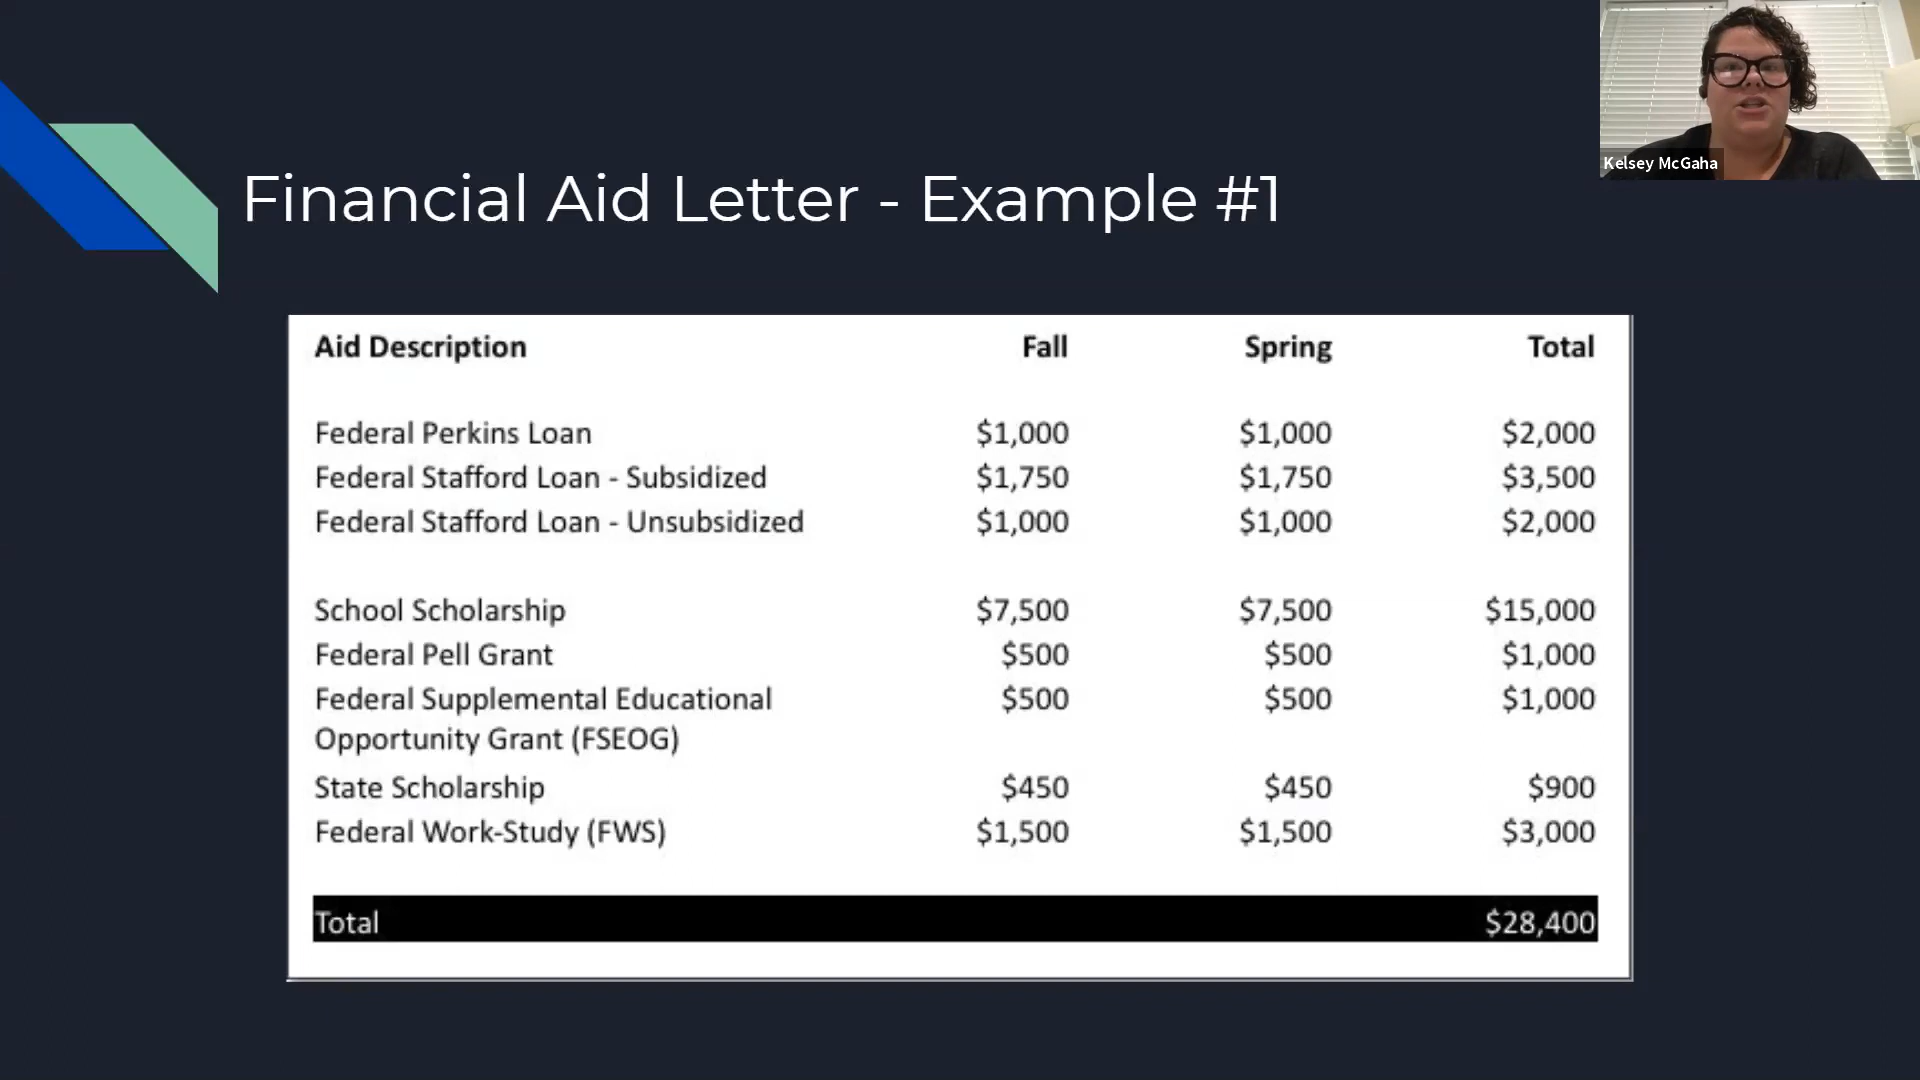 Kelsey McGaha
Financial Aid Letter - Example #1
Aid Description Fall Spring Total
Federal Perkins Loan $1,000 $1,000 $2,000
Federal Stafford Loan - Subsidized $1,750 $1,750 $3,500
Federal Stafford Loan - Unsubsidized $1,000 $1,000 $2,000
School Scholarship $7,500 $7,500 $15,000
Federal Pell Grant $500 $500 $1,000
Federal Supplemental Educational $500 $500 $1,000
Opportunity Grant (FSEOG)
State Scholarship $450 $450 $900
Federal Work-Study (FWS) $1,500 $1,500 $3,000
Total $28,400